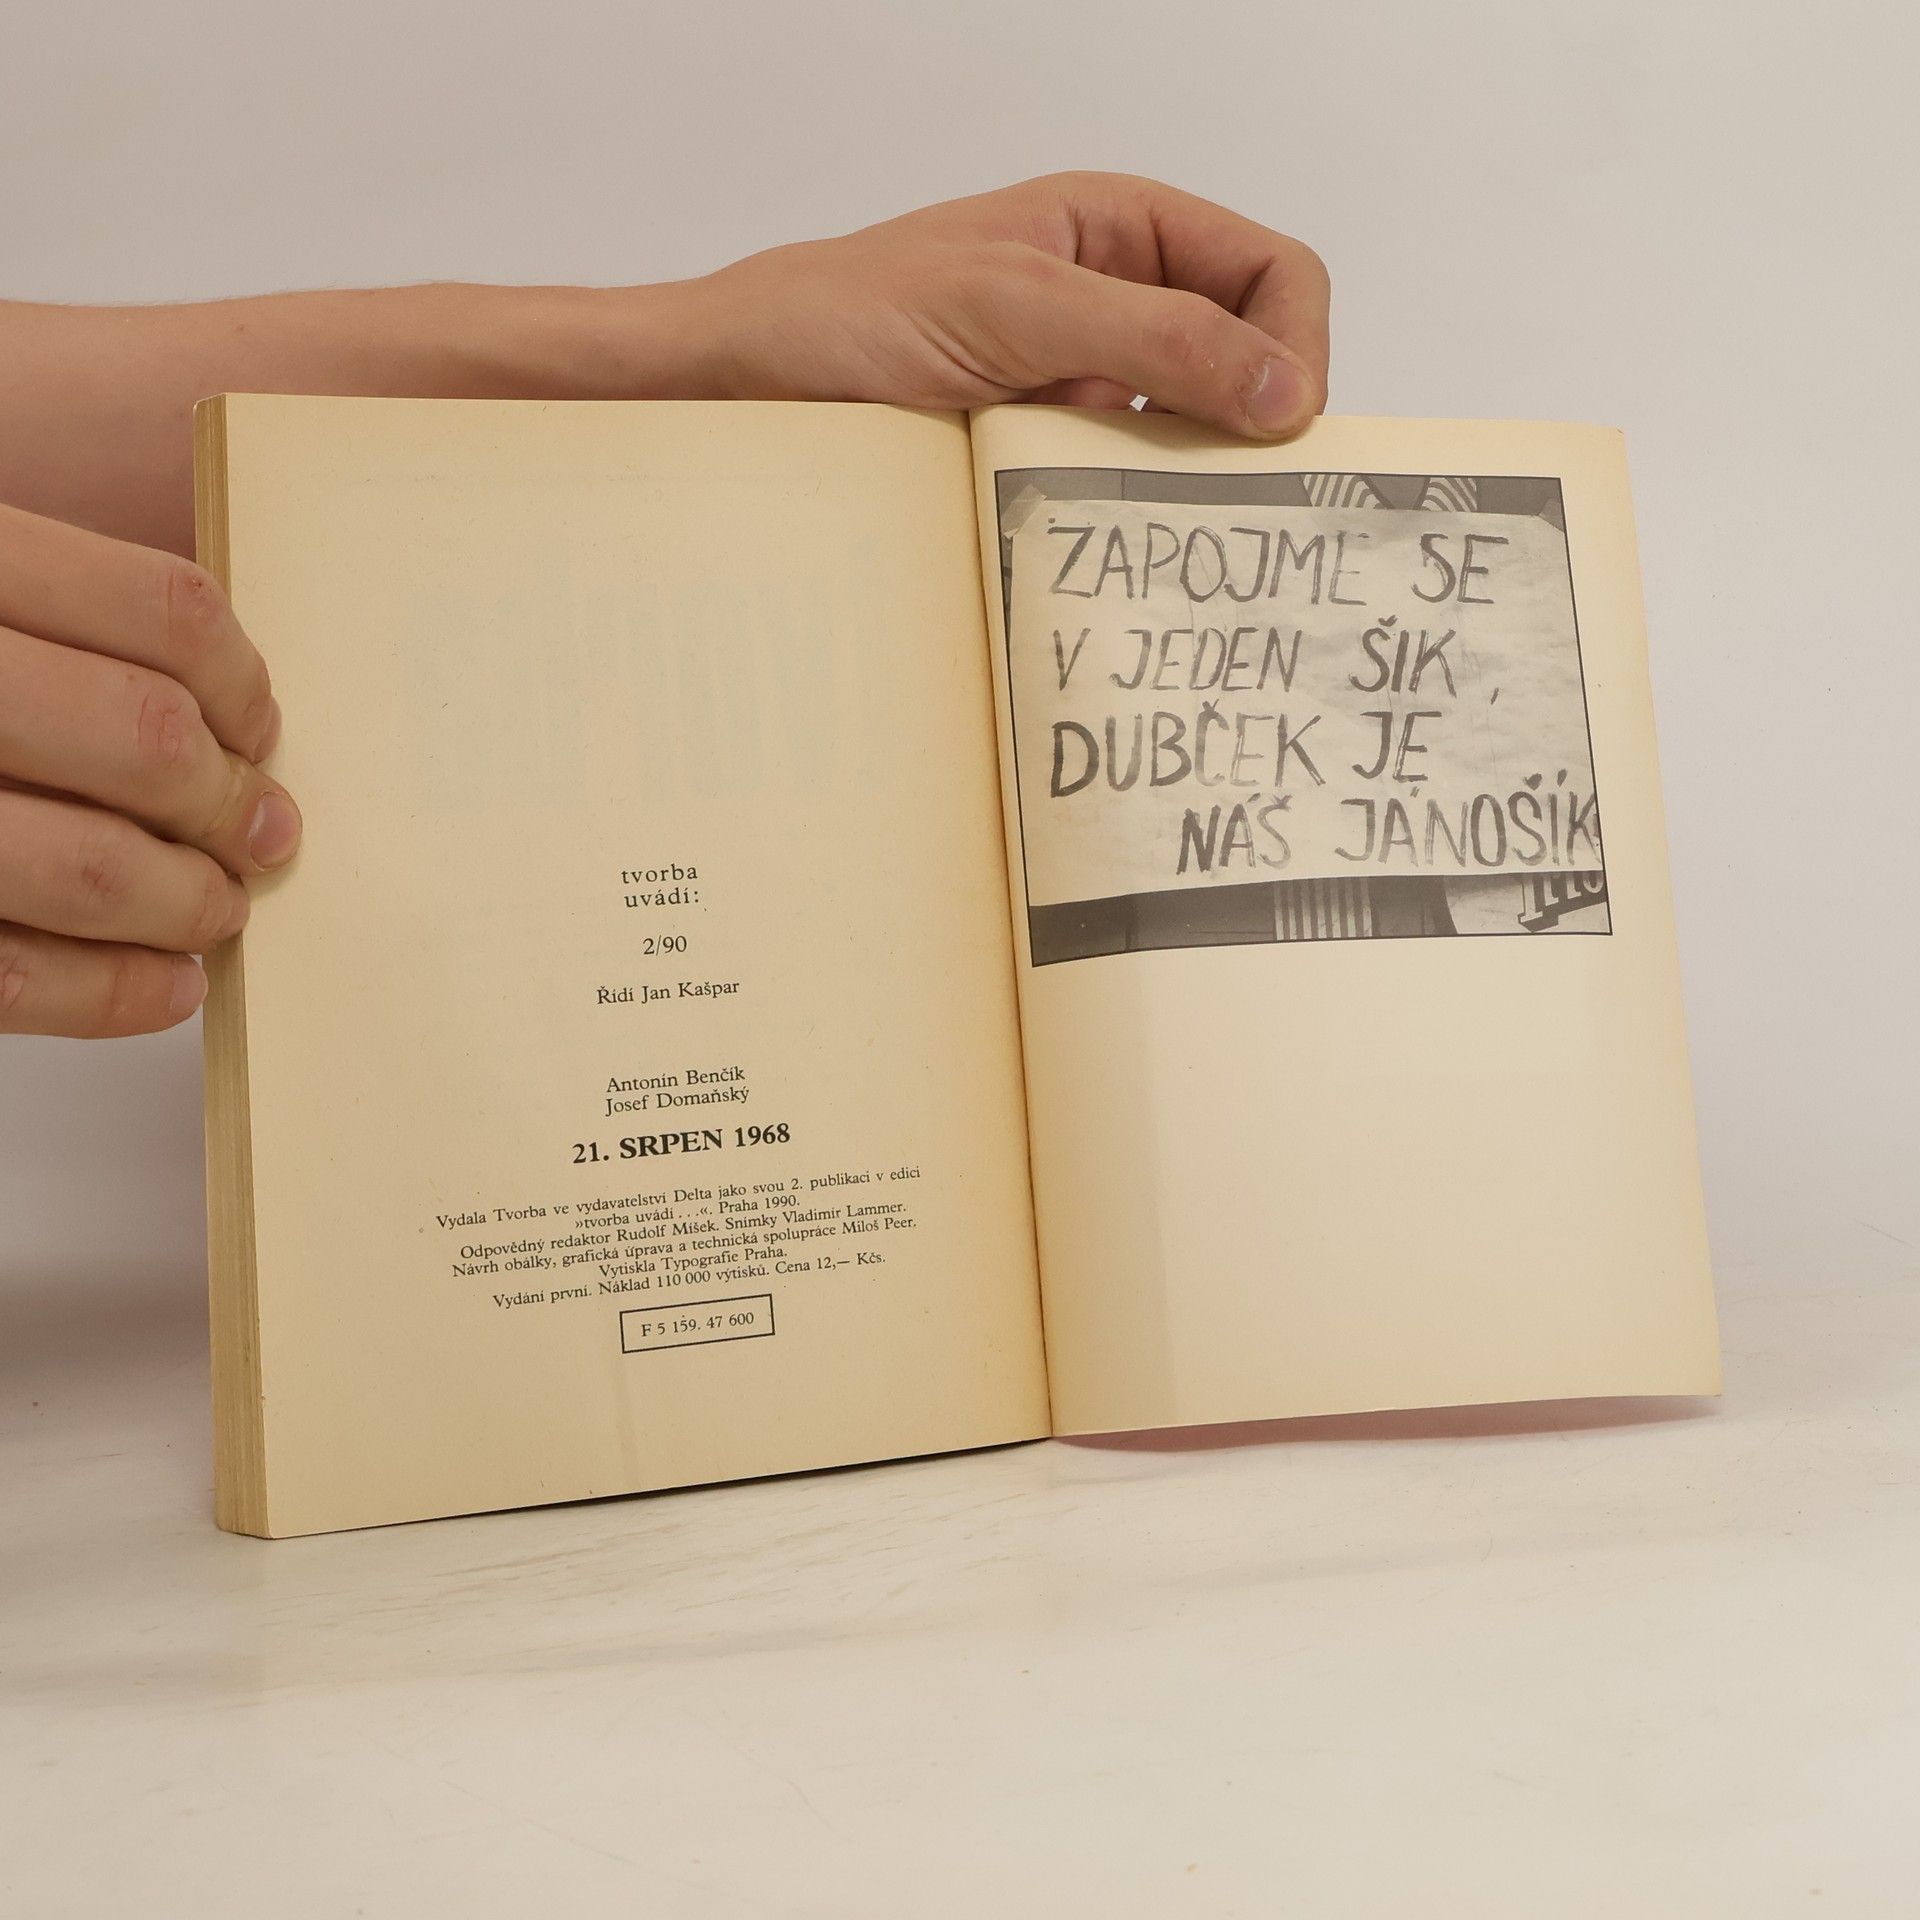 tvorba
uvádí:
2/90
Řídí Jan Kašpar
Antonín Benčík
Josef Domaňský
21. SRPEN 1968
Vydala Tvorba ve vydavatelství Delta jako svou 2. publikaci v edici
»tvorba uvádí . . .«. Praha 1990.
Odpovědný redaktor Rudolf Míšek. Snímky Vladimír Lammer.
Návrh obálky, grafická úprava a technická spolupráce Miloš Peer.
Vytiskla Typografie Praha.
Vydání první. Náklad 110 000 výtisků. Cena 12,— Kčs.
F 5 159. 47 600
ZAPOJME SE
V JEDEN ŠIK,
DUBČEK JE
NÁŠ JÁNOŠÍK